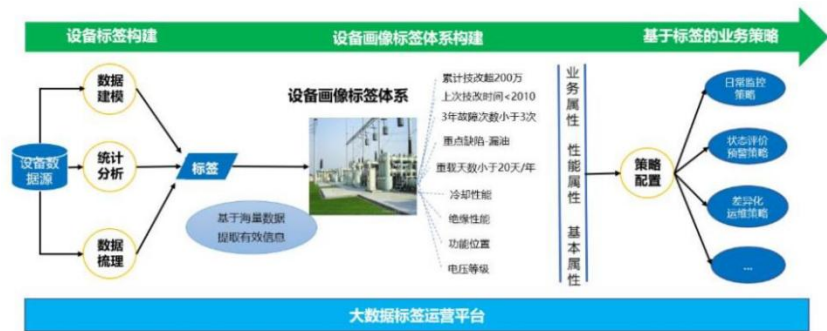 设备标签构建
设备画像标签体系构建
基于标签的业务策略
设备数
据源
数据
建模
统计
分析
数据
梳理
标签
基于海量数据
提取有效信息
设备画像标签体系
累计技改超200万
上次技改时间<2010
3年故障次数小于3次
重点缺陷-漏油
重载天数小于20天/年
冷却性能
绝缘性能
功能位置
电压等级
业务属性
性能属性
基本属性
策略
配置
日常监控
策略
状态评价
预警策略
差异化
运维策略
...
大数据标签运营平台